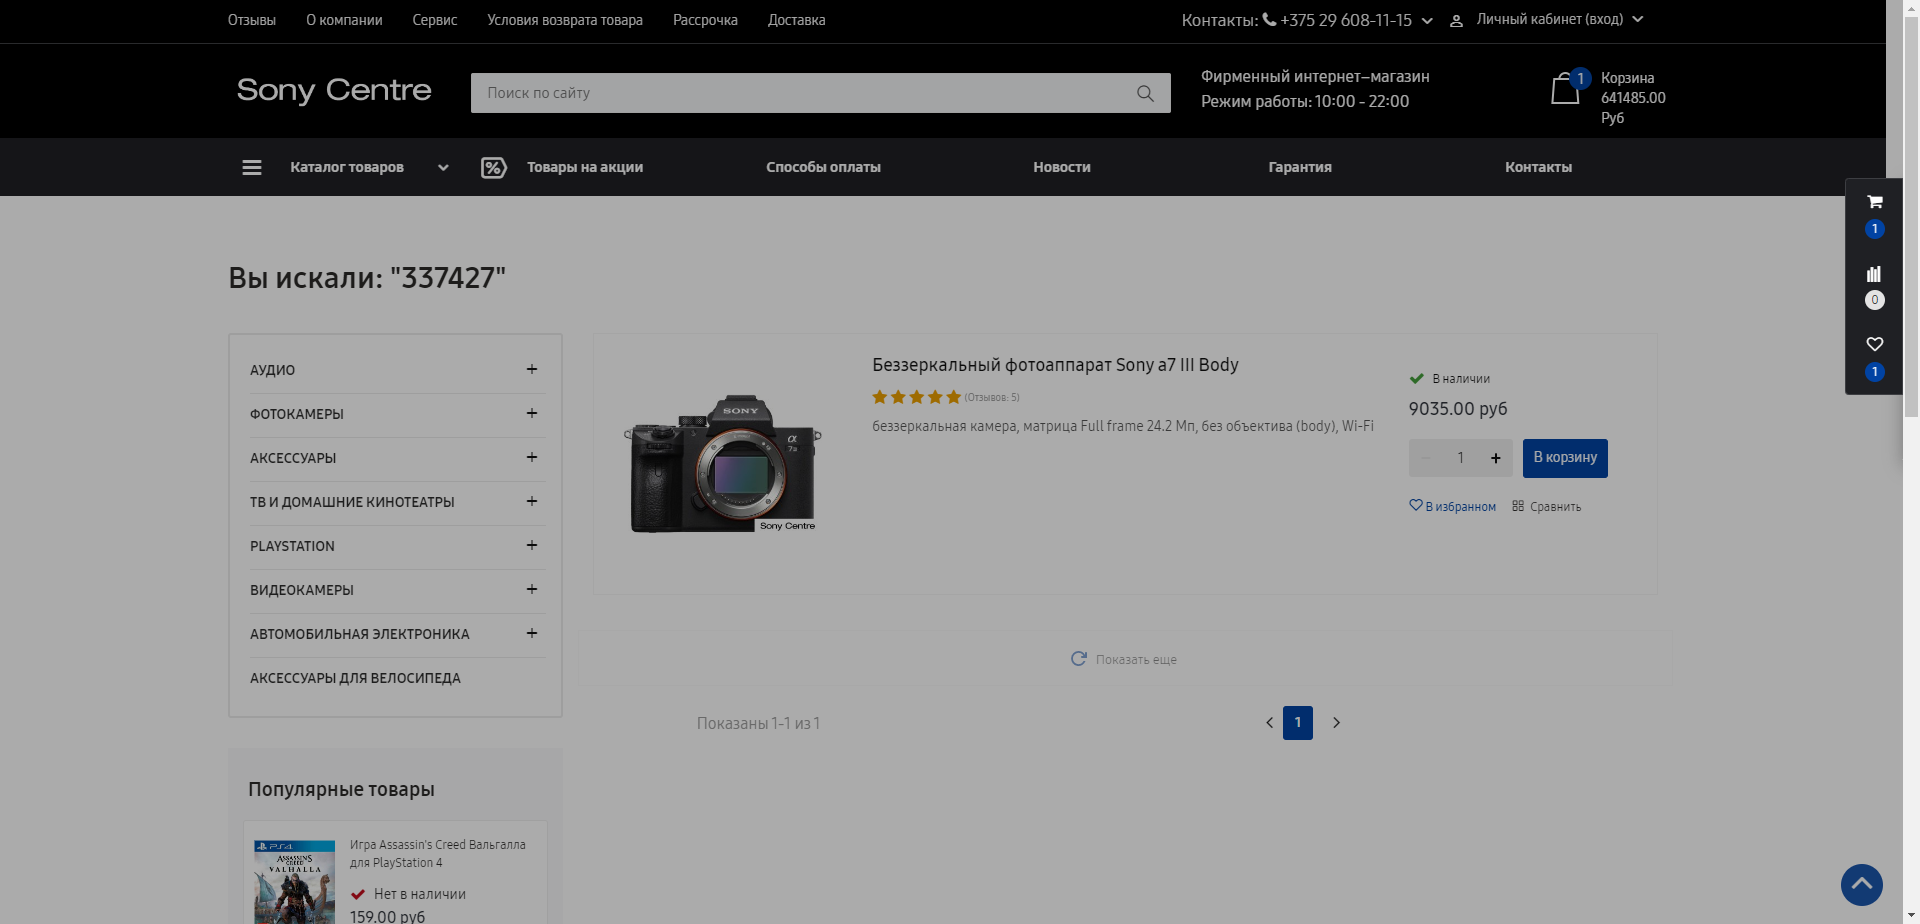 Отзывы О компании Сервис Условия возврата товара Рассрочка Доставка
Контакты: +375 29 608-11-15 Личный кабинет (вход)
Sony Centre
Поиск по сайту
Фирменный интернет–магазин
Режим работы: 10:00 - 22:00
1
Корзина
641485.00
Руб
Каталог товаров
Товары на акции
Способы оплаты
Новости
Гарантия
Контакты
1
0
1
Вы искали: "337427"
АУДИО +
ФОТОКАМЕРЫ +
АКСЕССУАРЫ +
ТВ И ДОМАШНИЕ КИНОТЕАТРЫ +
PLAYSTATION +
ВИДЕОКАМЕРЫ +
АВТОМОБИЛЬНАЯ ЭЛЕКТРОНИКА +
АКСЕССУАРЫ ДЛЯ ВЕЛОСИПЕДА
SONY
α
7III
Sony Centre
Беззеркальный фотоаппарат Sony a7 III Body
(Отзывов: 5)
беззеркальная камера, матрица Full frame 24.2 Мп, без объектива (body), Wi-Fi
В наличии
9035.00 руб
− 1 +
В корзину
В избранном Сравнить
Показать еще
Показаны 1-1 из 1
1
Популярные товары
PS4
ASSASSIN'S
CREED
VALHALLA
Игра Assassin's Creed Вальгалла
для PlayStation 4
Нет в наличии
159.00 руб